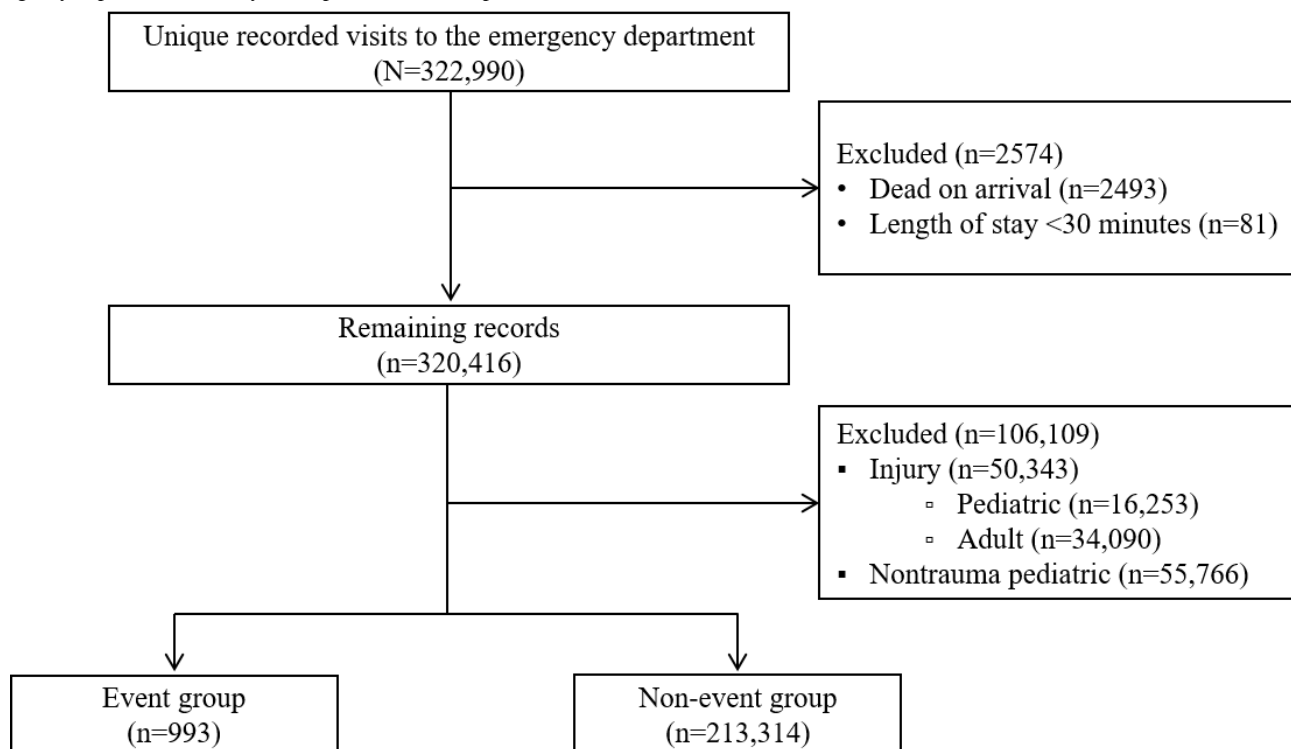 Unique recorded visits to the emergency department
(N=322,990)
Excluded (n=2574)
• Dead on arrival (n=2493)
• Length of stay <30 minutes (n=81)
Remaining records
(n=320,416)
Excluded (n=106,109)
▪ Injury (n=50,343)
▫ Pediatric (n=16,253)
▫ Adult (n=34,090)
▪ Nontrauma pediatric (n=55,766)
Event group
(n=993)
Non-event group
(n=213,314)